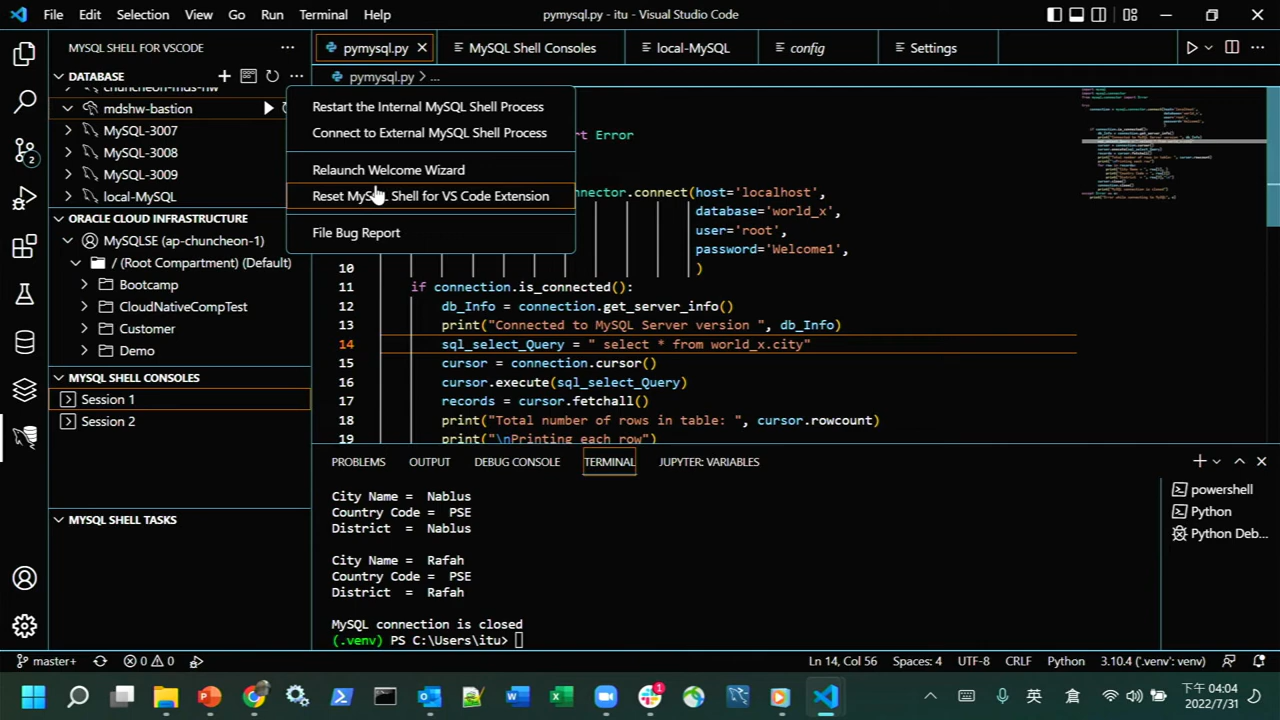 File Edit Selection View Go Run Terminal Help pymysql.py - itu - Visual Studio Code
MYSQL SHELL FOR VSCODE
pymysql.py MySQL Shell Consoles local-MySQL config Settings
DATABASE
pymysql.py > ...
mdshw-bastion
MySQL-3007
MySQL-3008
MySQL-3009
local-MySQL
Restart the Internal MySQL Shell Process
Connect to External MySQL Shell Process
Relaunch Welcome Wizard
File Bug Report
rt Error
nnector.connect(host='localhost',
database='world_x',
user='root',
password='Welcome1',
10 )
11 if connection.is_connected():
12 db_Info = connection.get_server_info()
13 print("Connected to MySQL Server version ", db_Info)
14 sql_select_Query = " select * from world_x.city"
15 cursor = connection.cursor()
16 cursor.execute(sql_select_Query)
17 records = cursor.fetchall()
18 print("Total number of rows in table: ", cursor.rowcount)
19 print("\nPrinting each row")
ORACLE CLOUD INFRASTRUCTURE
MySQLSE (ap-chuncheon-1)
/ (Root Compartment) (Default)
Bootcamp
CloudNativeCompTest
Customer
Demo
MYSQL SHELL CONSOLES
Session 1
Session 2
MYSQL SHELL TASKS
PROBLEMS OUTPUT DEBUG CONSOLE TERMINAL JUPYTER: VARIABLES
City Name = Nablus
Country Code = PSE
District = Nablus
City Name = Rafah
Country Code = PSE
District = Rafah
MySQL connection is closed
(.venv) PS C:\Users\itu>
powershell
Python
Python Deb...
master+ 0 0 Ln 14, Col 56 Spaces: 4 UTF-8 CRLF Python 3.10.4 ('.venv': venv)
英 倉 下午 04:04
2022/7/31